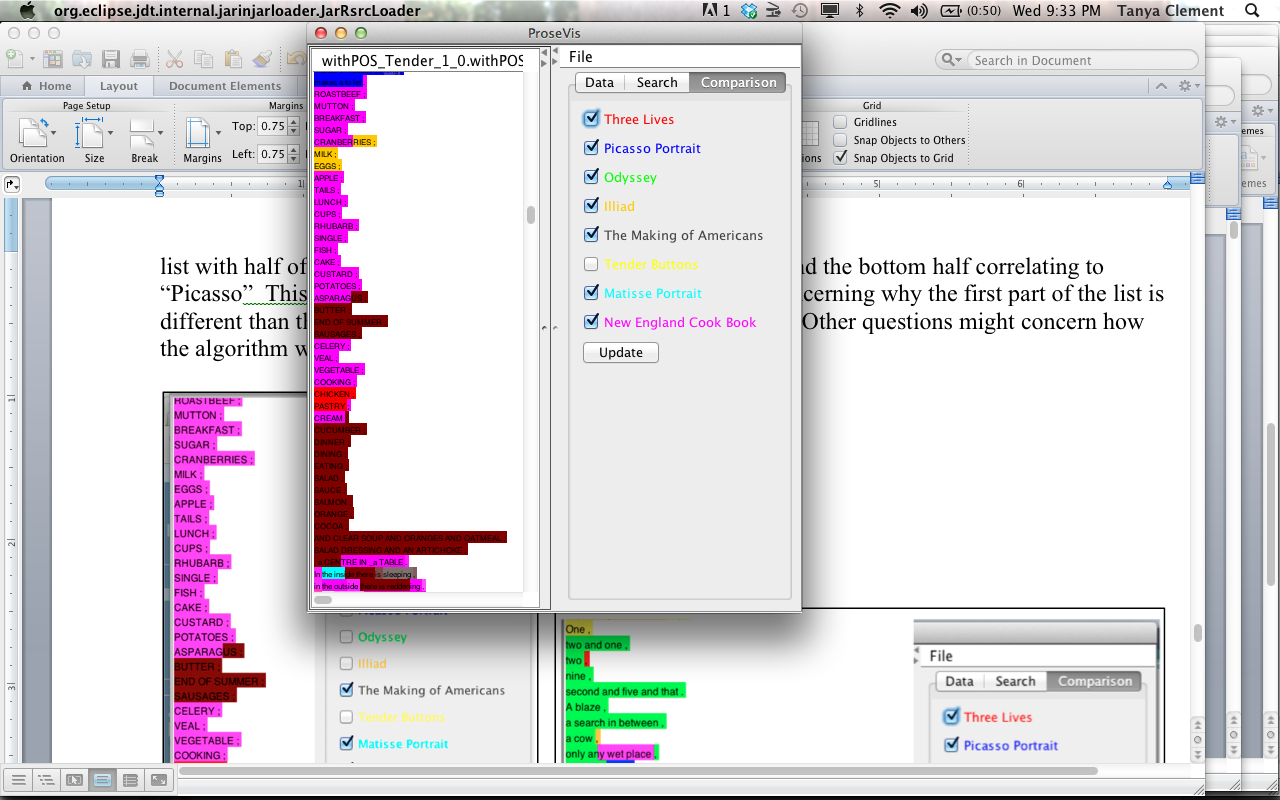 org.eclipse.jdt.internal.jarinjarloader.JarRsrcLoader
1 (0:50) Wed 9:33 PM Tanya Clement
ProseVis
Search in Document
Home Layout Document Elements
Page Setup Margins Grid
Orientation Size Break Margins
Top: 0.75
Left: 0.75
Gridlines
Snap Objects to Others
Snap Objects to Grid
withPOS_Tender_1_0.withPOS
ROASTBEEF ;
MUTTON ;
BREAKFAST ;
SUGAR ;
CRANBERRIES ;
MILK ;
EGGS ;
APPLE ;
TAILS ;
LUNCH ;
CUPS ;
RHUBARB ;
SINGLE ;
FISH ;
CAKE ;
CUSTARD ;
POTATOES ;
ASPARAGUS ;
BUTTER ;
END OF SUMMER ;
SAUSAGES ;
CELERY ;
VEAL ;
VEGETABLE ;
COOKING ;
CHICKEN ;
PASTRY ;
CREAM ;
CUCUMBER ;
DINNER ;
DINING ;
EATING ;
SALAD ;
SAUCE ;
SALMON ;
ORANGE ;
COCOA ;
AND CLEAR SOUP AND ORANGES AND OATMEAL ;
SALAD DRESSING AND AN ARTICHOKE ;
CENTRE IN _a TABLE .
In the sleeping ,
in the outside there is reddening ,
File
Data Search Comparison
Three Lives
Picasso Portrait
Odyssey
Illiad
The Making of Americans
Tender Buttons
Matisse Portrait
New England Cook Book
Update
list with half of nd the bottom half correlating to
“Picasso” This cerning why the first part of the list is
different than th Other questions might concern how
the algorithm w
ROASTBEEF ;
MUTTON ;
BREAKFAST ;
SUGAR ;
CRANBERRIES ;
MILK ;
EGGS ;
APPLE ;
TAILS ;
LUNCH ;
CUPS ;
RHUBARB ;
SINGLE ;
FISH ;
CAKE ;
CUSTARD ;
POTATOES ;
ASPARAGUS ;
BUTTER ;
END OF SUMMER ;
SAUSAGES ;
CELERY ;
VEAL ;
VEGETABLE ;
COOKING ;
Picasso Portrait
Odyssey
Illiad
The Making of Americans
Tender Buttons
Matisse Portrait
One ,
two and one ,
two ,
nine ,
second and five and that .
A blaze ,
a search in between ,
a cow ,
only any wet place ,
File
Data Search Comparison
Three Lives
Picasso Portrait